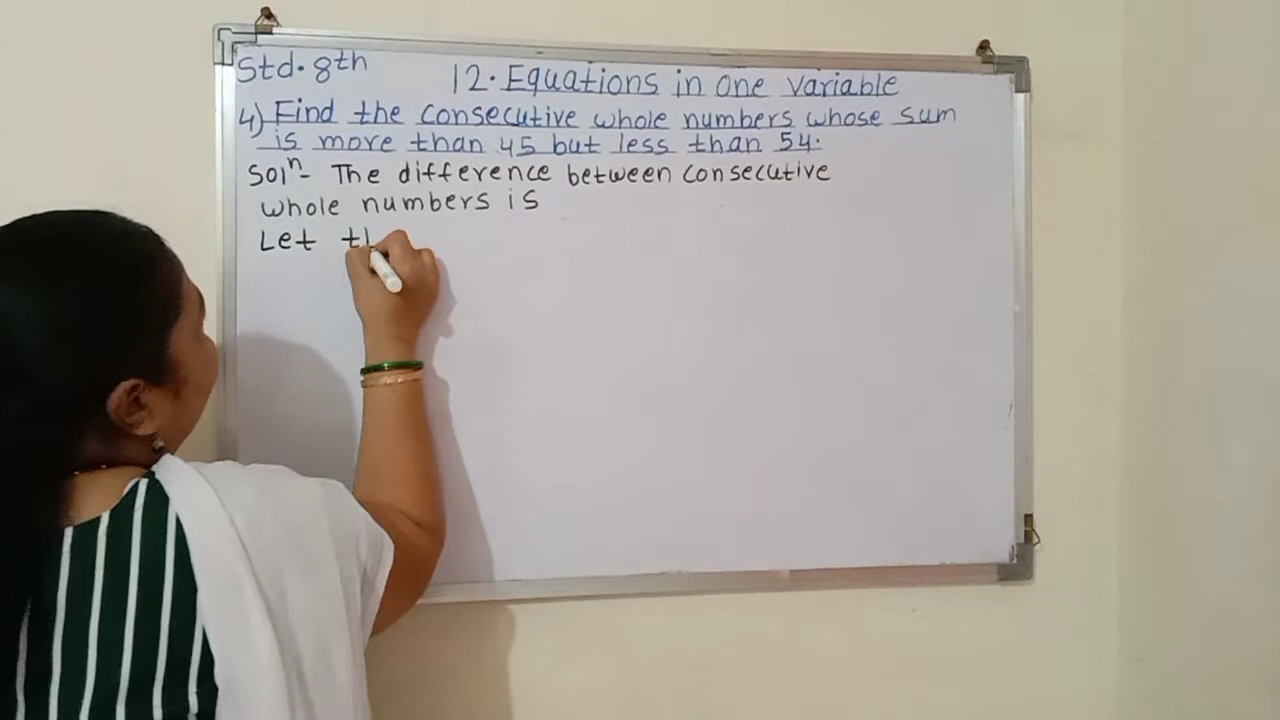 Std. 8th
12. Equations in one variable
4) Find the consecutive whole numbers whose sum
is more than 45 but less than 54.
Solⁿ- The difference between consecutive
whole numbers is
Let